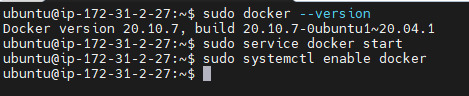 ubuntu@ip-172-31-2-27:~$ sudo docker --version
Docker version 20.10.7, build 20.10.7-0ubuntu1~20.04.1
ubuntu@ip-172-31-2-27:~$ sudo service docker start
ubuntu@ip-172-31-2-27:~$ sudo systemctl enable docker
ubuntu@ip-172-31-2-27:~$